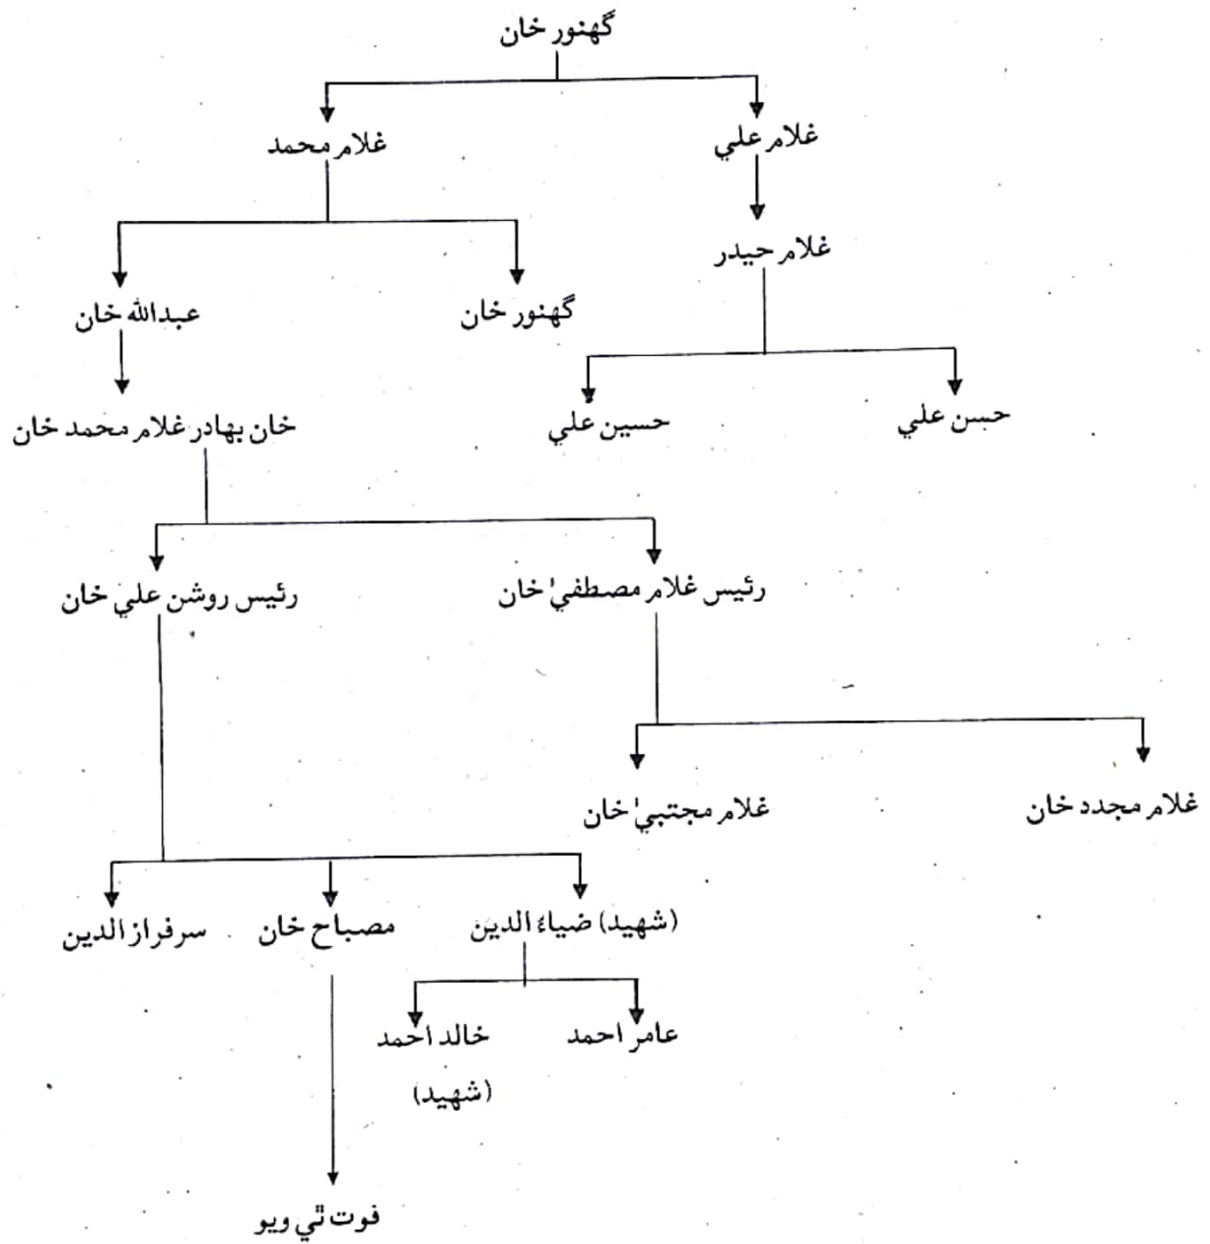 گهنور خان
غلام علي
غلام محمد
غلام حيدر
گهنور خان
عبدالله خان
حسن علي
حسين علي
خان بهادر غلام محمد خان
رئيس غلام مصطفيٰ خان
رئيس روشن علي خان
غلام مجدد خان
غلام مجتبيٰ خان
(شهيد) ضياءُ الدين
مصباح خان
سرفراز الدين
عامر احمد
خالد احمد
(شهيد)
فوت ٿي ويو